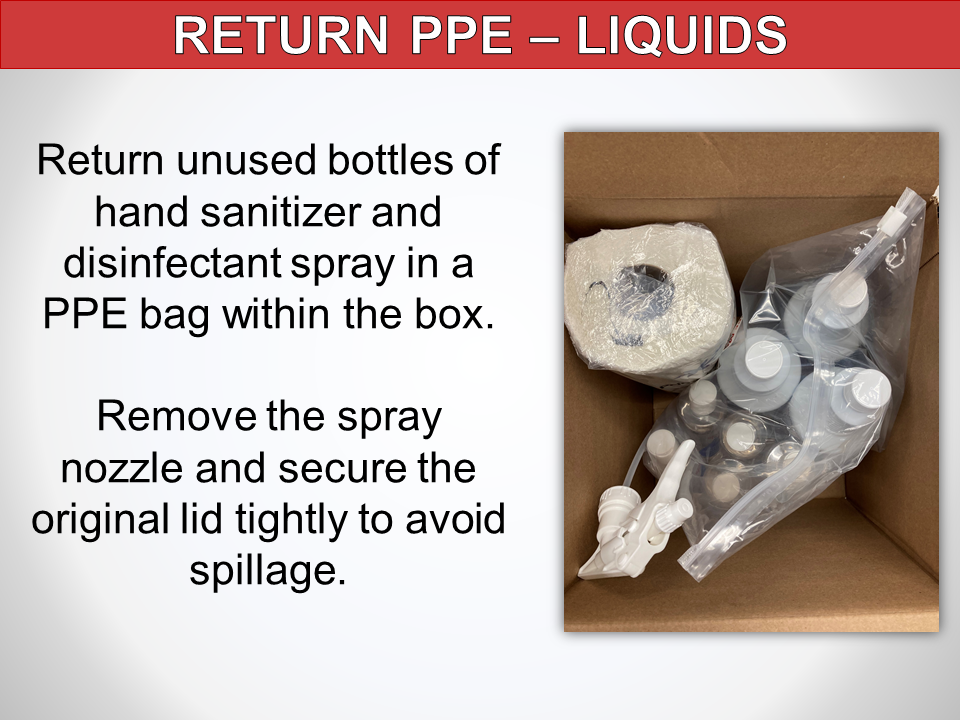 RETURN PPE – LIQUIDS
Return unused bottles of
hand sanitizer and
disinfectant spray in a
PPE bag within the box.
Remove the spray
nozzle and secure the
original lid tightly to avoid
spillage.